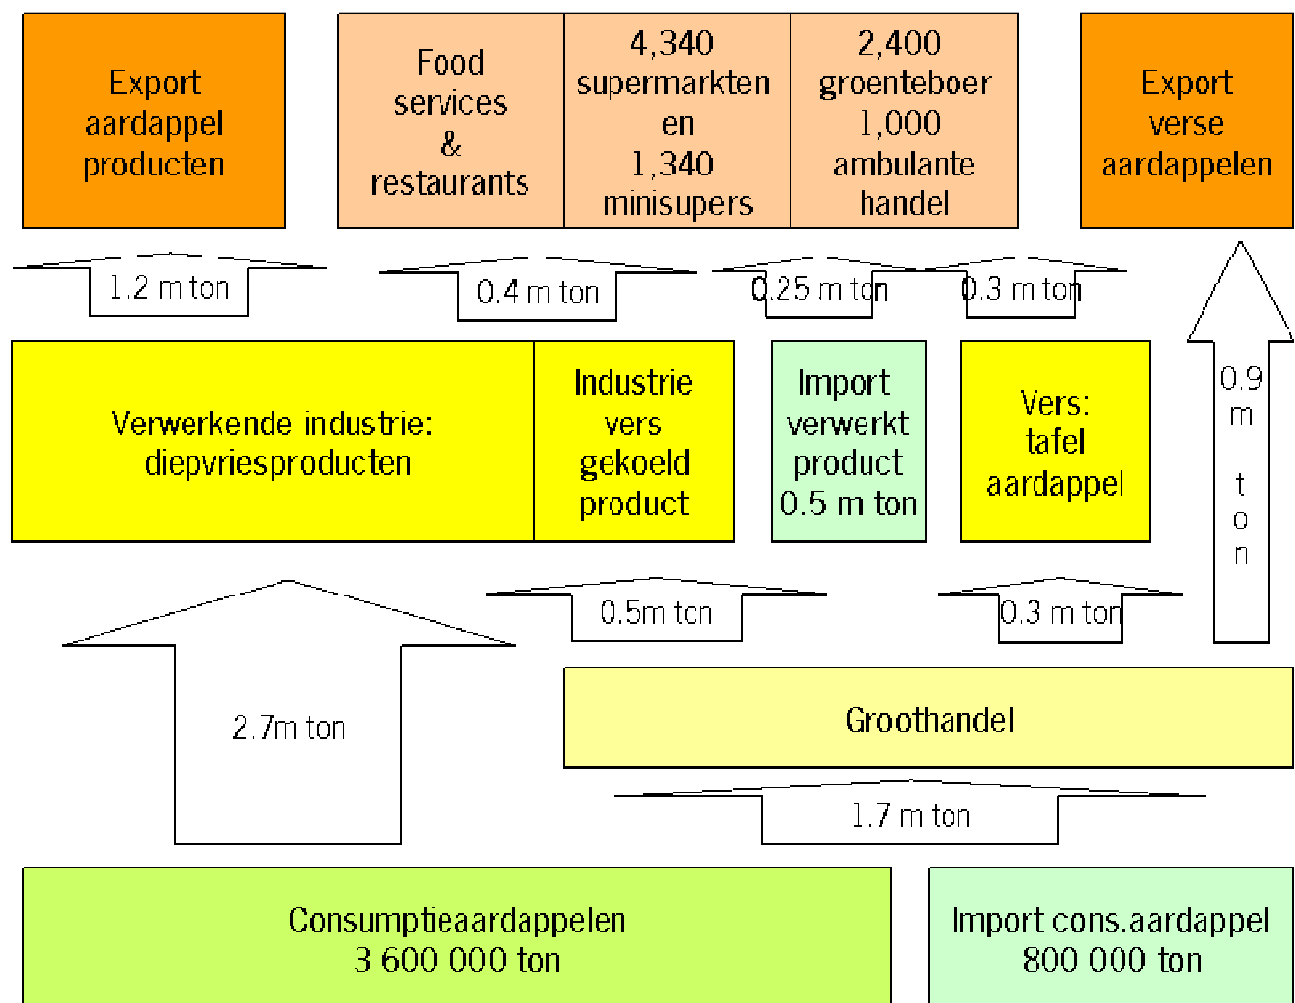 Export
aardappel
producten
Food
services
&
restaurants
4,340
supermarkten
en
1,340
minisupers
2,400
groenteboer
1,000
ambulante
handel
Export
verse
aardappelen
1.2 m ton
0.4 m ton
0.25 m ton
0.3 m ton
0.9
m
t
o
n
Verwerkende industrie:
diepvriesproducten
Industrie
vers
gekoeld
product
Import
verwerkt
product
0.5 m ton
Vers:
tafel
aardappel
2.7m ton
0.5m ton
0.3 m ton
Groothandel
1.7 m ton
Consumptieaardappelen
3 600 000 ton
Import cons.aardappel
800 000 ton